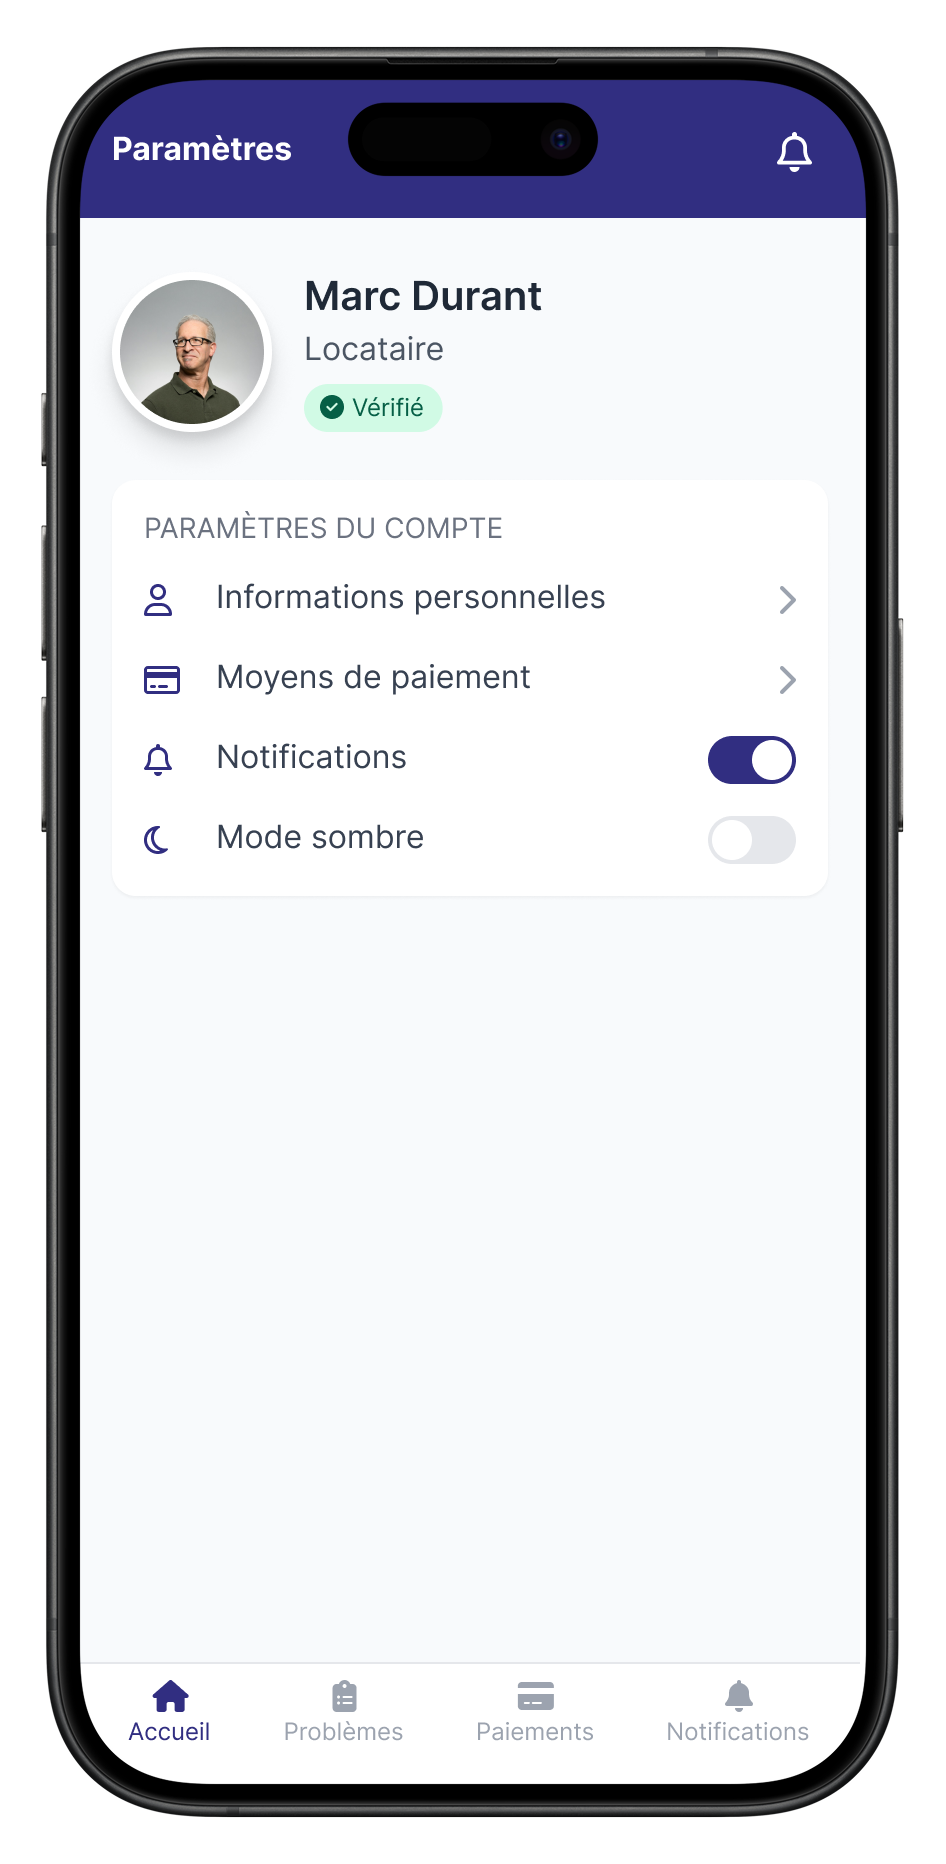 Paramètres
Marc Durant
Locataire
Vérifié
PARAMÈTRES DU COMPTE
Informations personnelles
Moyens de paiement
Notifications
Mode sombre
Accueil Problèmes Paiements Notifications